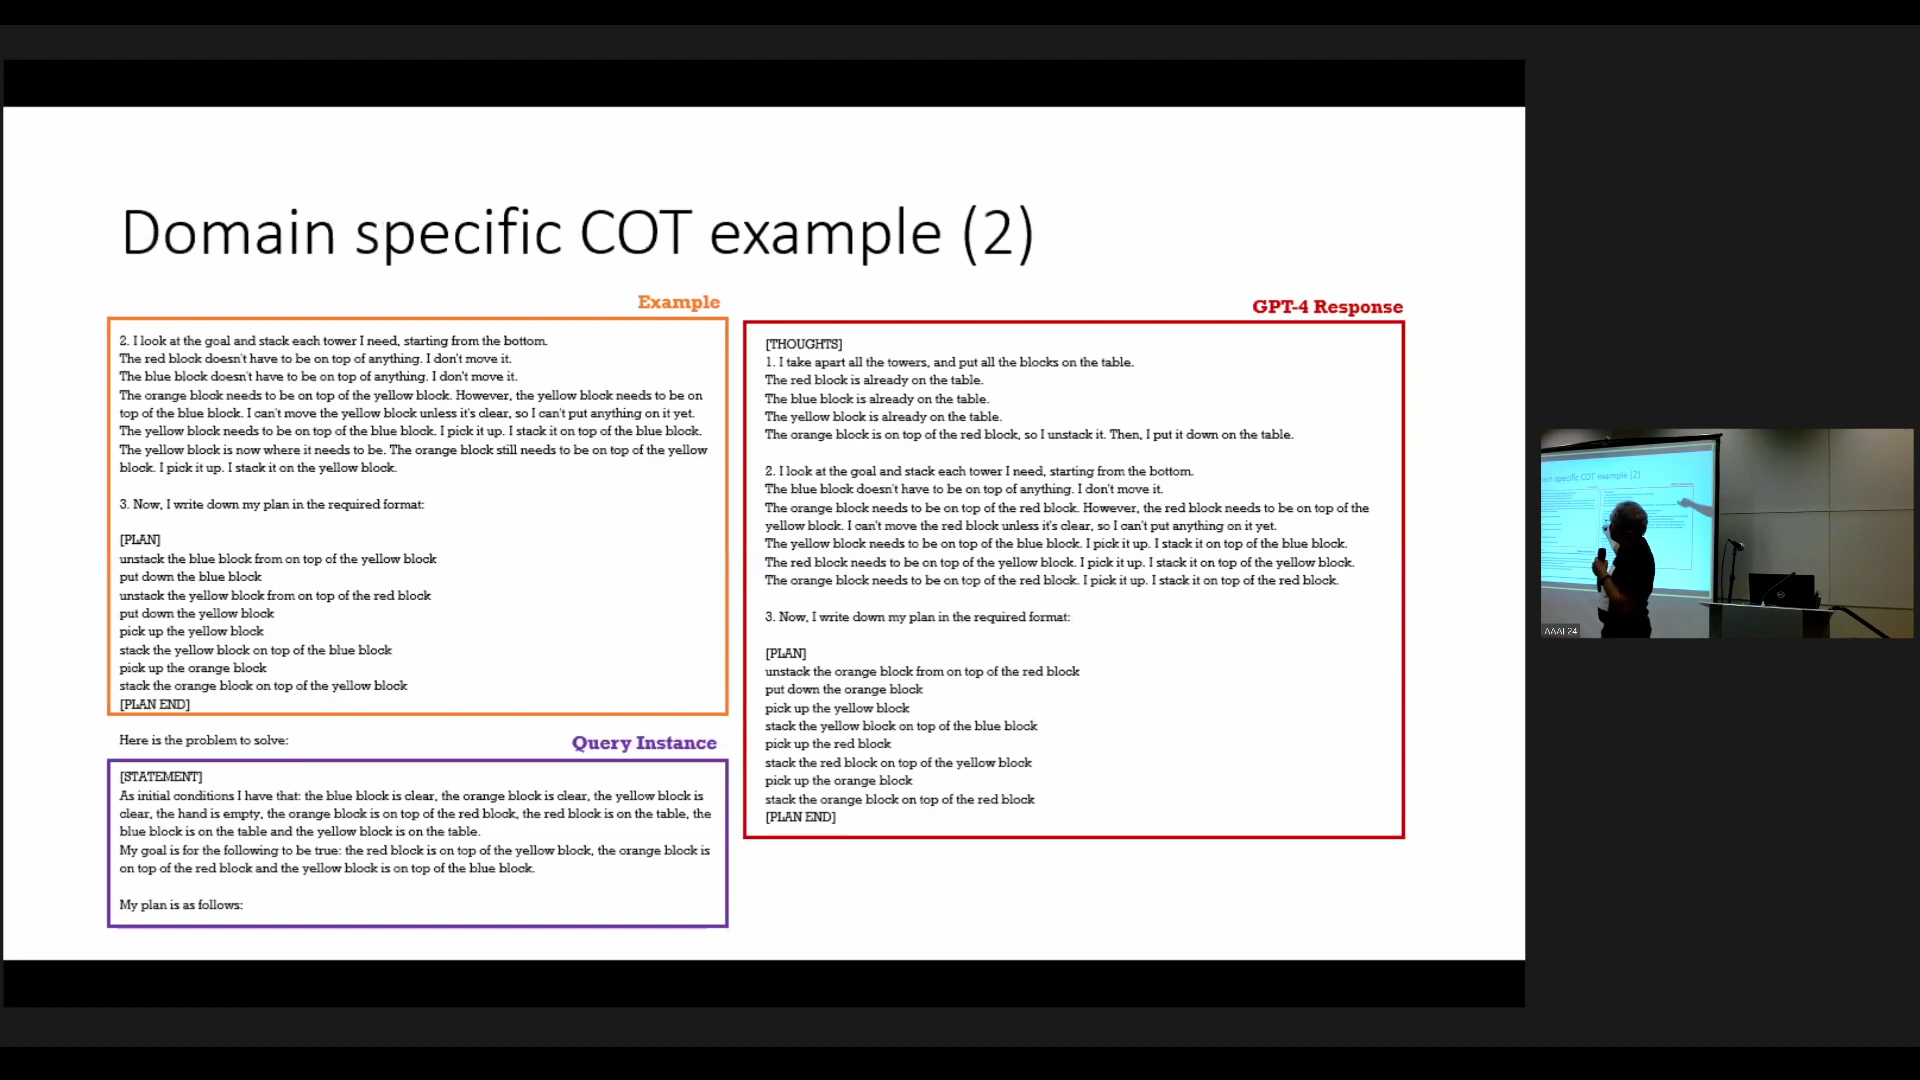 Domain specific COT example (2)
Example
2. I look at the goal and stack each tower I need, starting from the bottom.
The red block doesn't have to be on top of anything. I don't move it.
The blue block doesn't have to be on top of anything. I don't move it.
The orange block needs to be on top of the yellow block. However, the yellow block needs to be on
top of the blue block. I can't move the yellow block unless it's clear, so I can't put anything on it yet.
The yellow block needs to be on top of the blue block. I pick it up. I stack it on top of the blue block.
The yellow block is now where it needs to be. The orange block still needs to be on top of the yellow
block. I pick it up. I stack it on the yellow block.
3. Now, I write down my plan in the required format:
[PLAN]
unstack the blue block from on top of the yellow block
put down the blue block
unstack the yellow block from on top of the red block
put down the yellow block
pick up the yellow block
stack the yellow block on top of the blue block
pick up the orange block
stack the orange block on top of the yellow block
[PLAN END]
Here is the problem to solve:
Query Instance
[STATEMENT]
As initial conditions I have that: the blue block is clear, the orange block is clear, the yellow block is
clear, the hand is empty, the orange block is on top of the red block, the red block is on the table, the
blue block is on the table and the yellow block is on the table.
My goal is for the following to be true: the red block is on top of the yellow block, the orange block is
on top of the red block and the yellow block is on top of the blue block.
My plan is as follows:
GPT-4 Response
[THOUGHTS]
1. I take apart all the towers, and put all the blocks on the table.
The red block is already on the table.
The blue block is already on the table.
The yellow block is already on the table.
The orange block is on top of the red block, so I unstack it. Then, I put it down on the table.
2. I look at the goal and stack each tower I need, starting from the bottom.
The blue block doesn't have to be on top of anything. I don't move it.
The orange block needs to be on top of the red block. However, the red block needs to be on top of the
yellow block. I can't move the red block unless it's clear, so I can't put anything on it yet.
The yellow block needs to be on top of the blue block. I pick it up. I stack it on top of the blue block.
The red block needs to be on top of the yellow block. I pick it up. I stack it on top of the yellow block.
The orange block needs to be on top of the red block. I pick it up. I stack it on top of the red block.
3. Now, I write down my plan in the required format:
[PLAN]
unstack the orange block from on top of the red block
put down the orange block
pick up the yellow block
stack the yellow block on top of the blue block
pick up the red block
stack the red block on top of the yellow block
pick up the orange block
stack the orange block on top of the red block
[PLAN END]
specific COT example (2)
AAAI 24